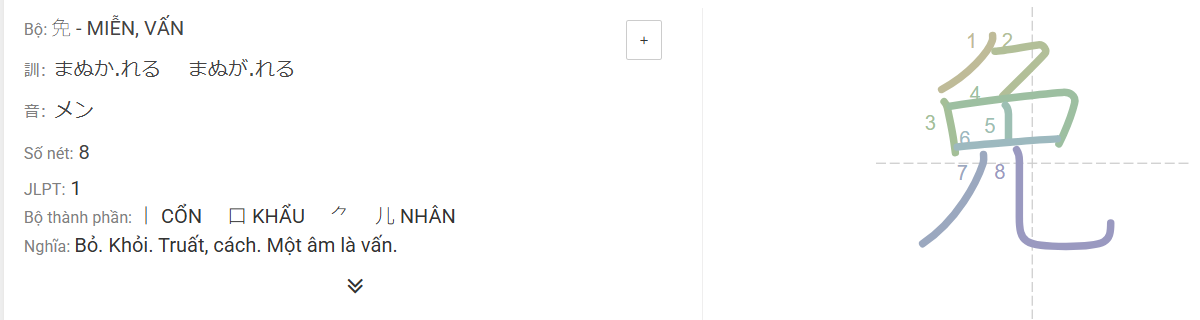 Bộ: 免 - MIỄN, VẤN
+
訓: まぬか.れる まぬが.れる
音: メン
Số nét: 8
JLPT: 1
Bộ thành phần: 丨 CỔN 口 KHẨU ⺈ 儿 NHÂN
Nghĩa: Bỏ. Khỏi. Truất, cách. Một âm là vấn.
免
1 2
4
3 5
6
7 8